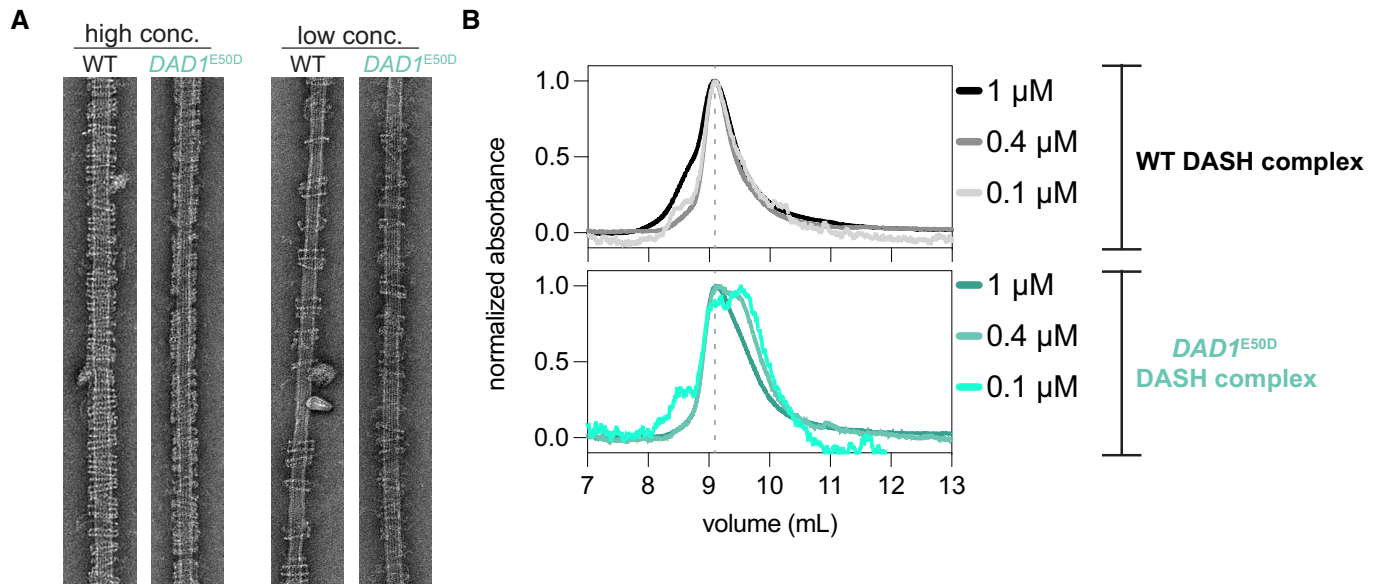 A
high conc.
WT DAD1E50D
low conc.
WT DAD1E50D
B
normalized absorbance
1.0
0.5
0.0
1 µM
0.4 µM
0.1 µM
WT DASH complex
1.0
0.5
0.0
1 µM
0.4 µM
0.1 µM
DAD1E50D
DASH complex
7 8 9 10 11 12 13
volume (mL)